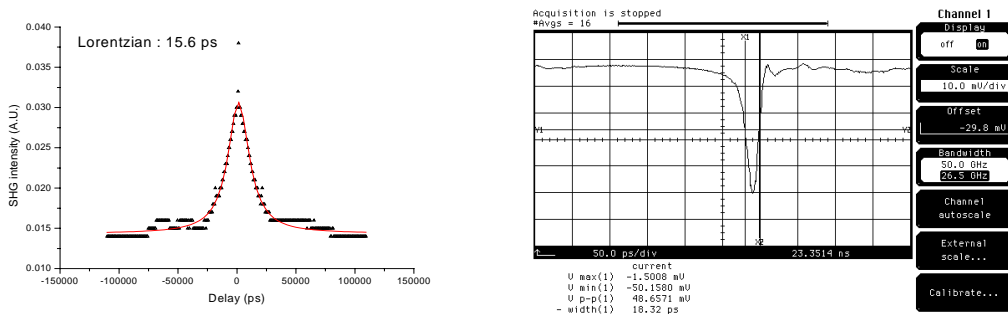 0.040
0.035
0.030
0.025
0.020
0.015
0.010
SHG intensity (A.U.)
Lorentzian : 15.6 ps
-150000 -100000 -50000 0 50000 100000 150000
Delay (ps)
Acquisition is stopped
#Avgs = 16
X1
Y1 Y2
X2
50.0 ps/div 23.3514 ns
current
V max(1) -1.5008 mV
V min(1) -50.1580 mV
V p-p(1) 48.6571 mV
- width(1) 18.32 ps
Channel 1
Display
off on
Scale
10.0 mV/div
Offset
-29.8 mV
Bandwidth
50.0 GHz
26.5 GHz
Channel
autoscale
External
scale...
Calibrate...